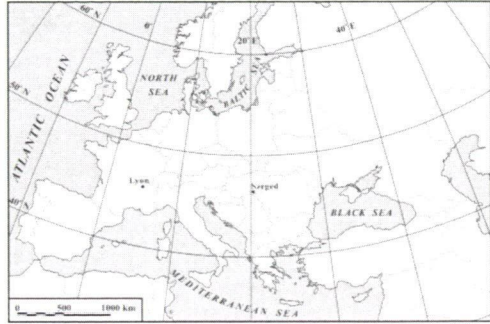 60°N
0°
20°E
40°E
NORTH
SEA
BALTIC SEA
50°N
ATLANTIC OCEAN
Lyon
Szeged
40°N
BLACK SEA
MEDITERRANEAN SEA
0 500 1000 km